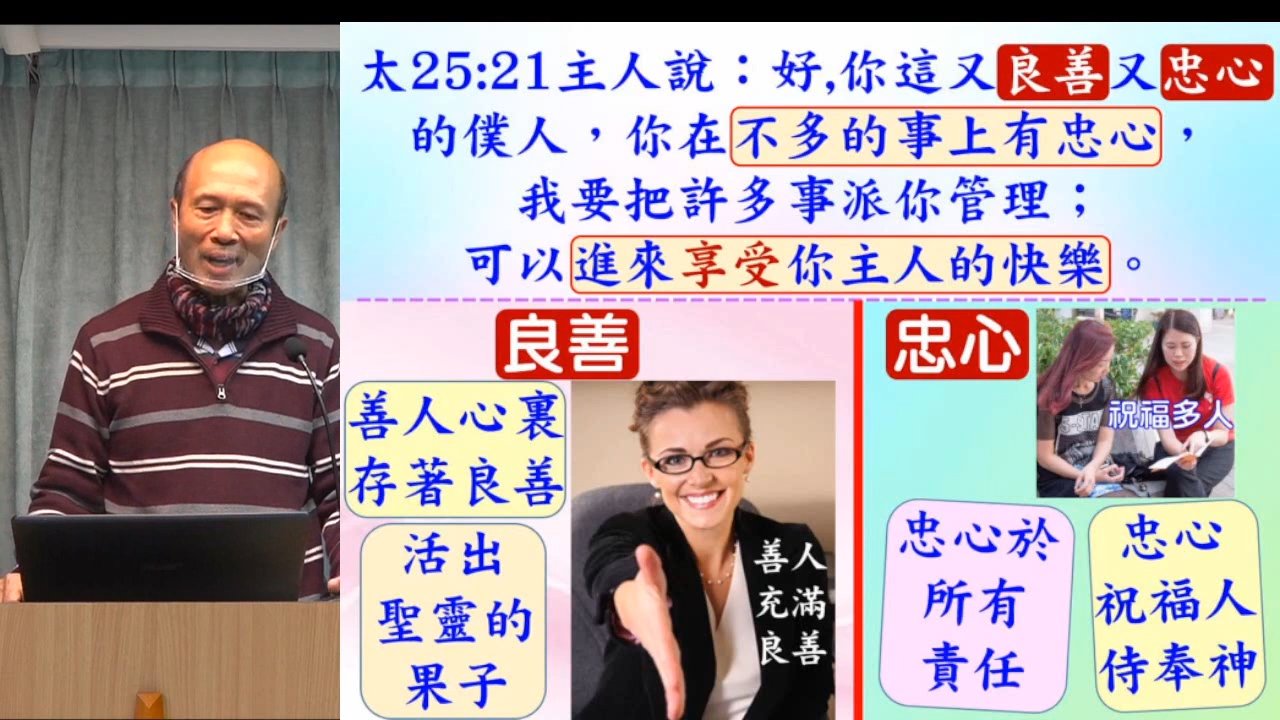 太25:21主人說：好,你這又良善又忠心
的僕人，你在不多的事上有忠心，
我要把許多事派你管理；
可以進來享受你主人的快樂。
良善
善人心裏
存著良善
活出
聖靈的
果子
善人
充滿
良善
忠心
祝福多人
忠心於
所有
責任
忠心
祝福人
侍奉神